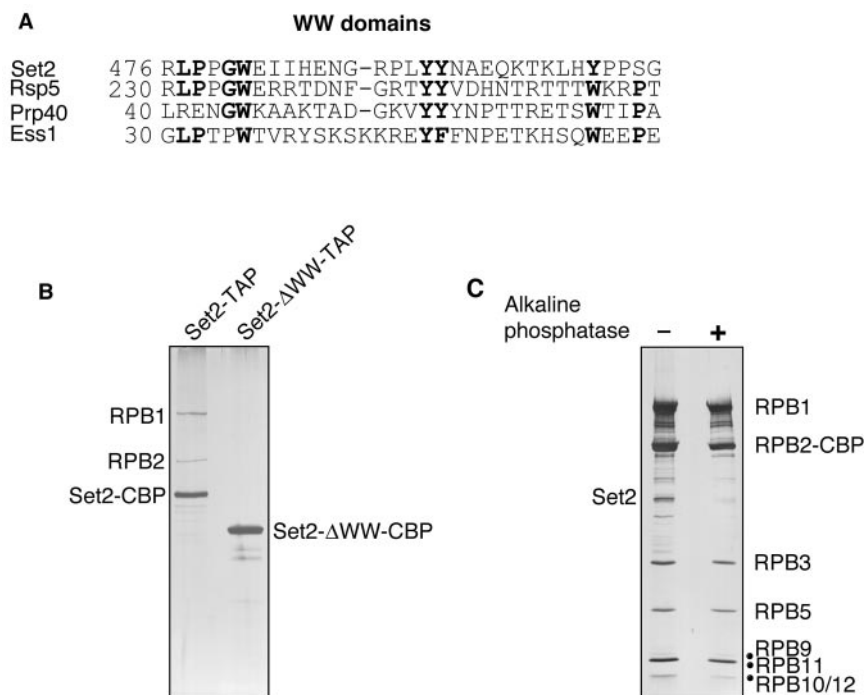 A
WW domains
Set2 476 RLPPGWEIIHENG-RPLYYNAEQKTKLHYPPSG
Rsp5 230 RLPPGWERRTDNF-GRTYYVDHNTRTTTWKRPT
Prp40 40 LRENGWKAAKTAD-GKVYYYNPTTRETSWTIPA
Ess1 30 GLPTPWTVRYSKSKKREYFFNPETKHSQWEEPE
B
Set2-TAP
Set2-ΔWW-TAP
RPB1
RPB2
Set2-CBP
Set2-ΔWW-CBP
C
Alkaline
phosphatase − +
RPB1
RPB2-CBP
Set2
RPB3
RPB5
RPB9
RPB11
RPB10/12